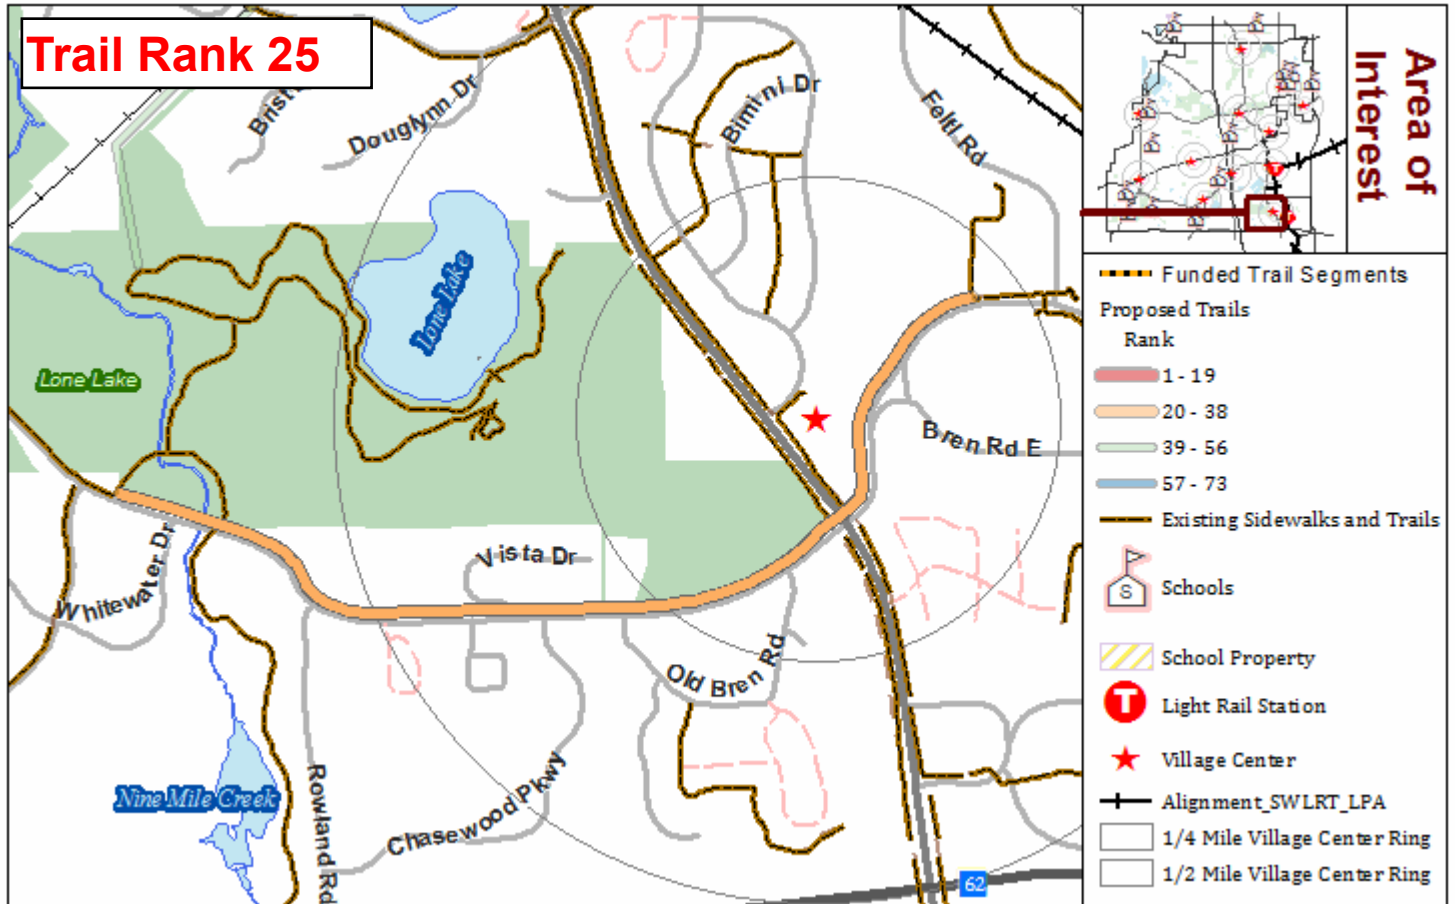 Trail Rank 25
Brist
Douglynn Dr
Bimini Dr
Feltl Rd
Lone Lake
Lone Lake
Bren Rd E
Whitewater Dr
Vista Dr
Old Bren Rd
Nine Mile Creek
Rowland Rd
Chasewood Pkwy
62
Area of
Interest
Funded Trail Segments
Proposed Trails
Rank
1 - 19
20 - 38
39 - 56
57 - 73
Existing Sidewalks and Trails
S
Schools
School Property
T
Light Rail Station
Village Center
Alignment_SWLRT_LPA
1/4 Mile Village Center Ring
1/2 Mile Village Center Ring